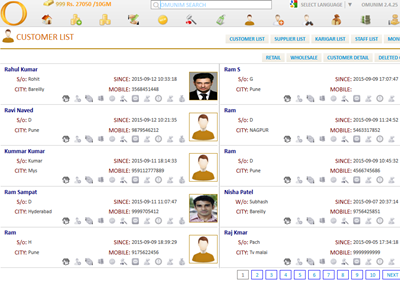 999 Rs. 27050 /10GM
OMUNIM SEARCH
SELECT LANGUAGE
OMUNIM 2.4.25
CUSTOMER LIST
CUSTOMER LIST SUPPLIER LIST KARIGAR LIST STAFF LIST MON
RETAIL WHOLESALE CUSTOMER DETAIL DELETED
Rahul Kumar
S/o: Rohit SINCE: 2015-09-12 10:33:18
CITY: Bareilly MOBILE: 3568451448
Ram S
S/o: G SINCE: 2015-09-09 17:07:47
CITY: Pune MOBILE:
Ravi Naved
S/o: D SINCE: 2015-09-12 10:21:35
CITY: Pune MOBILE: 9879546212
Ram
S/o: D SINCE: 2015-09-09 11:24:52
CITY: NAGPUR MOBILE: 5463317852
Kummar Kumar
S/o: Kumar SINCE: 2015-09-11 18:14:33
CITY: Mys MOBILE: 959112777889
Ram
S/o: D SINCE: 2015-09-09 10:45:32
CITY: Pune MOBILE: 4566745686
Ram Sampat
S/o: D SINCE: 2015-09-11 11:07:47
CITY: Hyderabad MOBILE: 9999705412
Nisha Patel
W/o: Subhash SINCE: 2015-09-07 20:37:14
CITY: Bareilly MOBILE: 9756425851
Ram
S/o: H SINCE: 2015-09-09 18:39:29
CITY: Pune MOBILE: 9175622456
Raj Kmar
S/o: Pach SINCE: 2015-09-05 17:34:18
CITY: Tu Malai MOBILE: 9999999999
1 2 3 4 5 6 7 8 9 10 NEXT